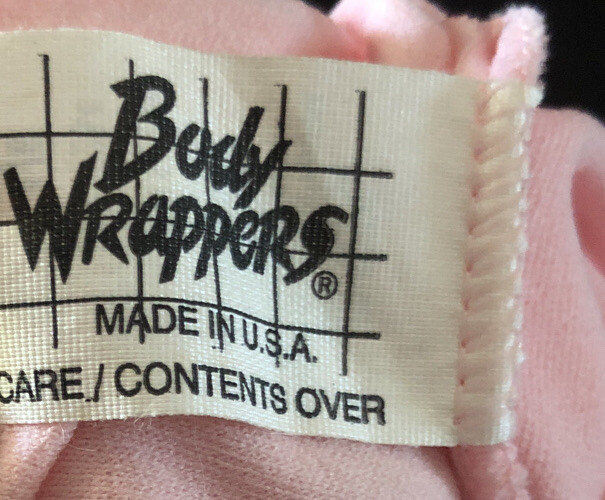 Body
WRAPPERS®
MADE IN U.S.A.
CARE / CONTENTS OVER